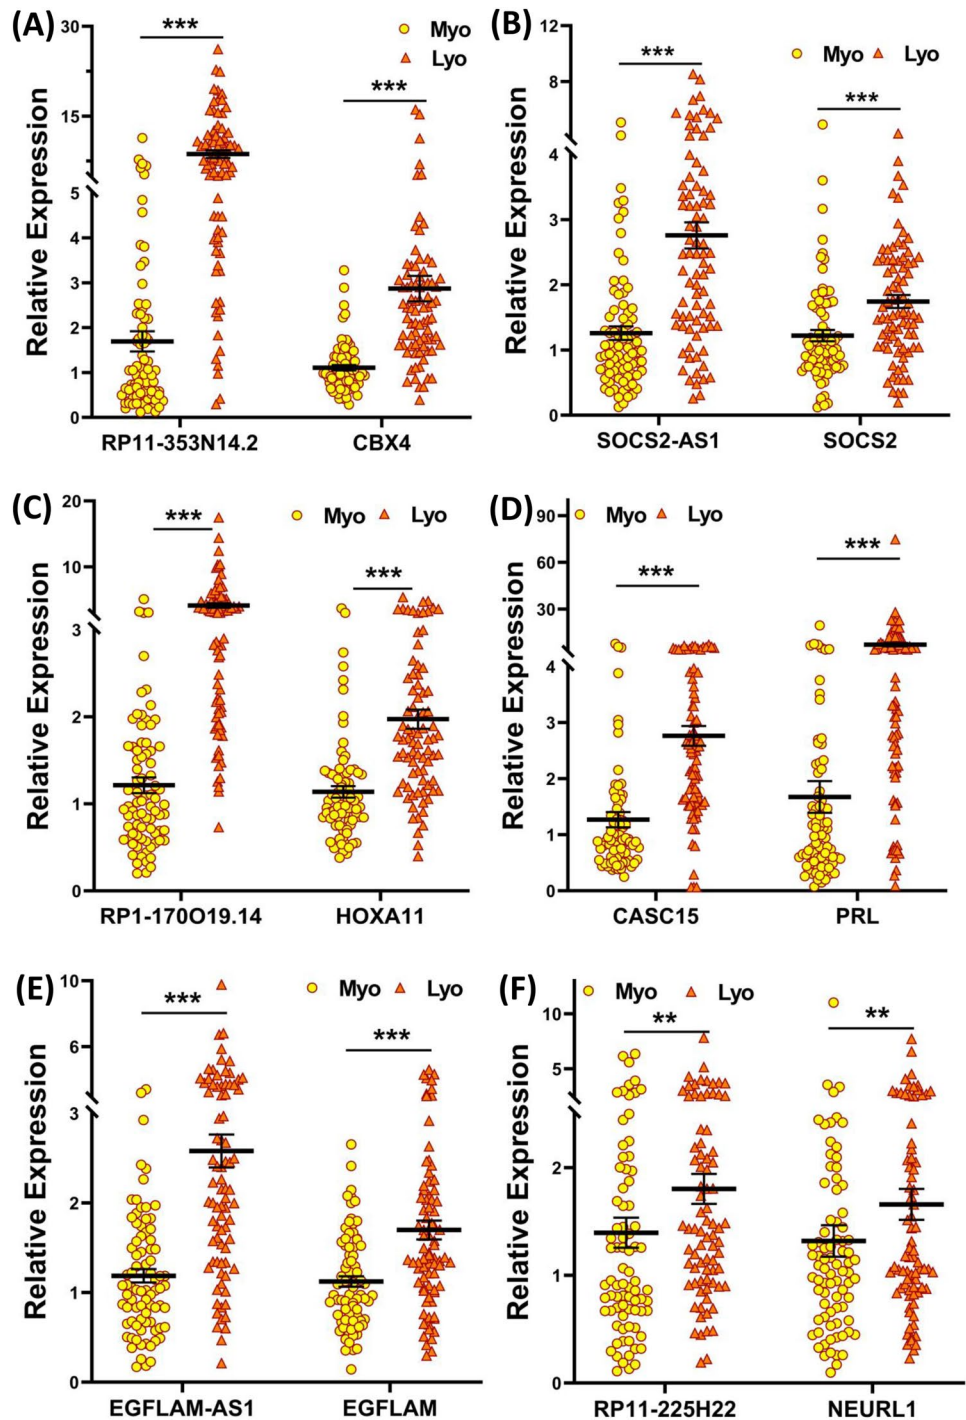 (A)
30
15
5
4
3
2
1
0
Relative Expression
***
***
Myo
Lyo
RP11-353N14.2 CBX4
(B)
12
8
4
3
2
1
0
Relative Expression
***
***
Myo Lyo
SOCS2-AS1 SOCS2
(C)
20
10
3
2
1
0
Relative Expression
***
***
Myo Lyo
RP1-170O19.14 HOXA11
(D)
90
60
30
4
3
2
1
0
Relative Expression
***
***
Myo Lyo
CASC15 PRL
(E)
10
6
3
2
1
0
Relative Expression
***
***
Myo Lyo
EGFLAM-AS1 EGFLAM
(F)
10
5
2
1
0
Relative Expression
**
**
Myo Lyo
RP11-225H22 NEURL1